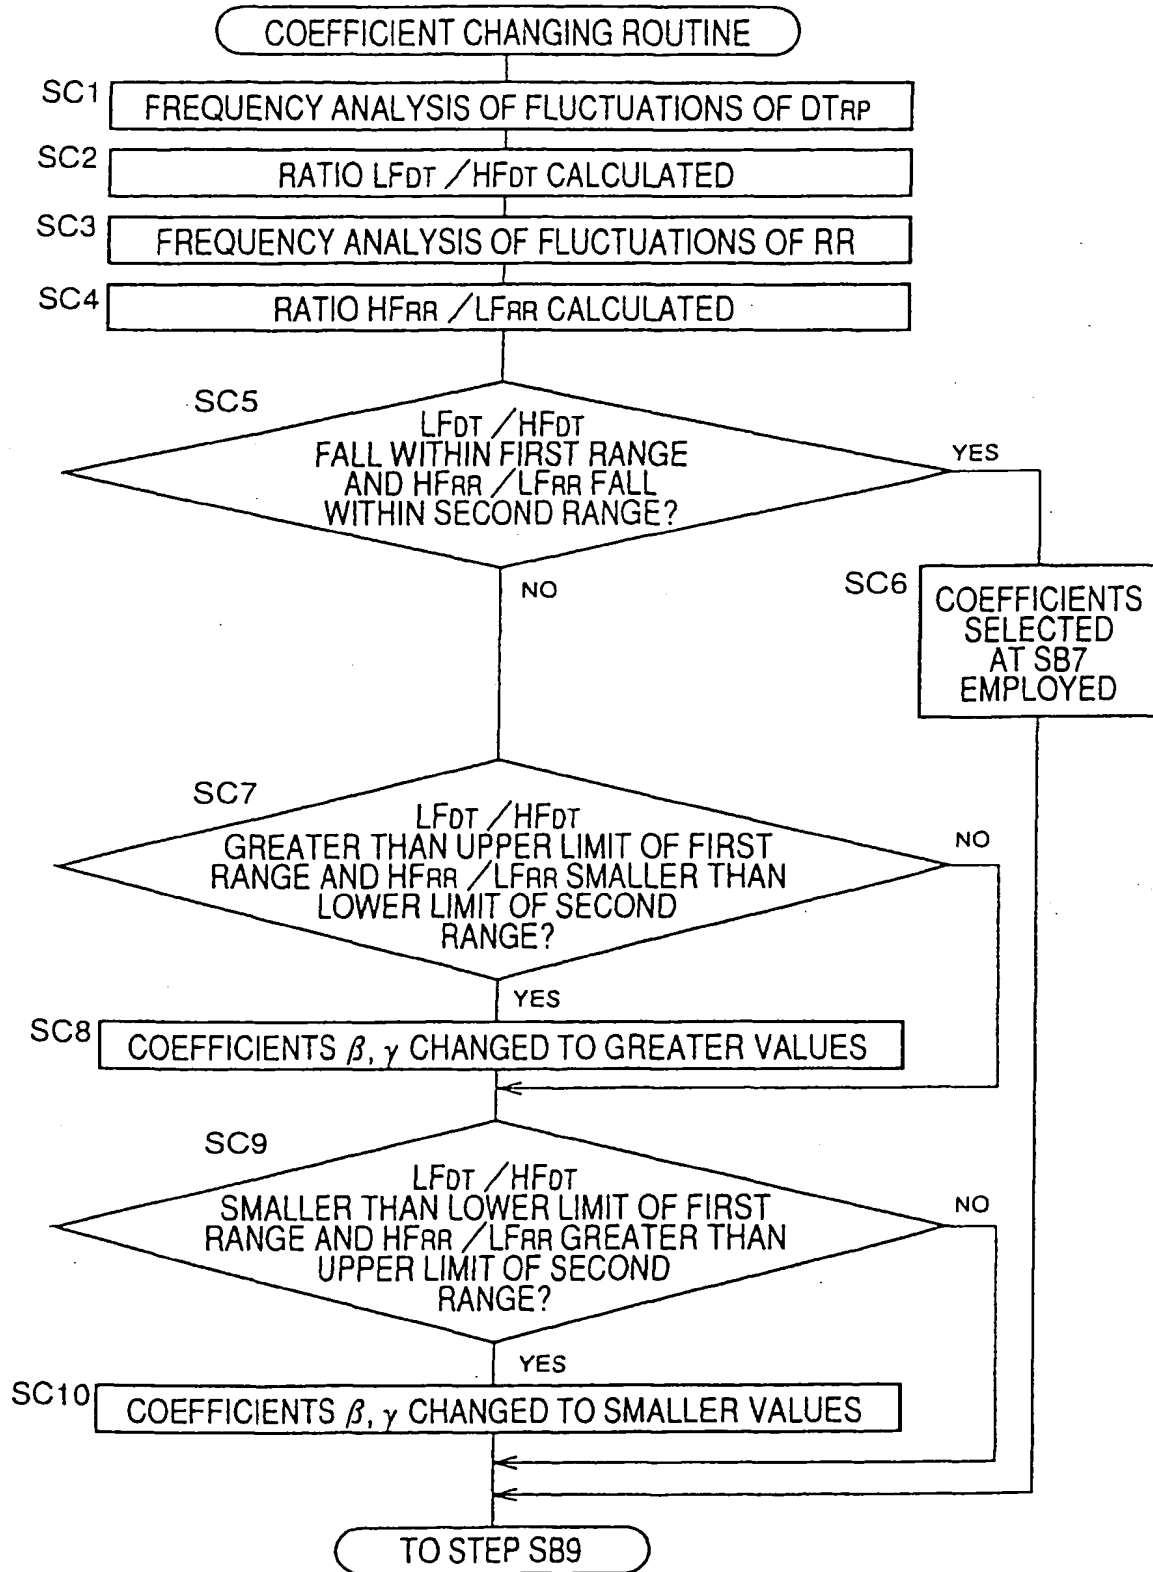 COEFFICIENT CHANGING ROUTINE
SC1
FREQUENCY ANALYSIS OF FLUCTUATIONS OF DTRP
SC2
RATIO LFDT / HFDT CALCULATED
SC3
FREQUENCY ANALYSIS OF FLUCTUATIONS OF RR
SC4
RATIO HFRR / LFRR CALCULATED
SC5
LFDT / HFDT
FALL WITHIN FIRST RANGE
AND HFRR / LFRR FALL
WITHIN SECOND RANGE?
YES
NO
SC6
COEFFICIENTS
SELECTED
AT SB7
EMPLOYED
SC7
LFDT / HFDT
GREATER THAN UPPER LIMIT OF FIRST
RANGE AND HFRR / LFRR SMALLER THAN
LOWER LIMIT OF SECOND
RANGE?
NO
YES
SC8
COEFFICIENTS β, γ CHANGED TO GREATER VALUES
SC9
LFDT / HFDT
SMALLER THAN LOWER LIMIT OF FIRST
RANGE AND HFRR / LFRR GREATER THAN
UPPER LIMIT OF SECOND
RANGE?
NO
YES
SC10
COEFFICIENTS β, γ CHANGED TO SMALLER VALUES
TO STEP SB9